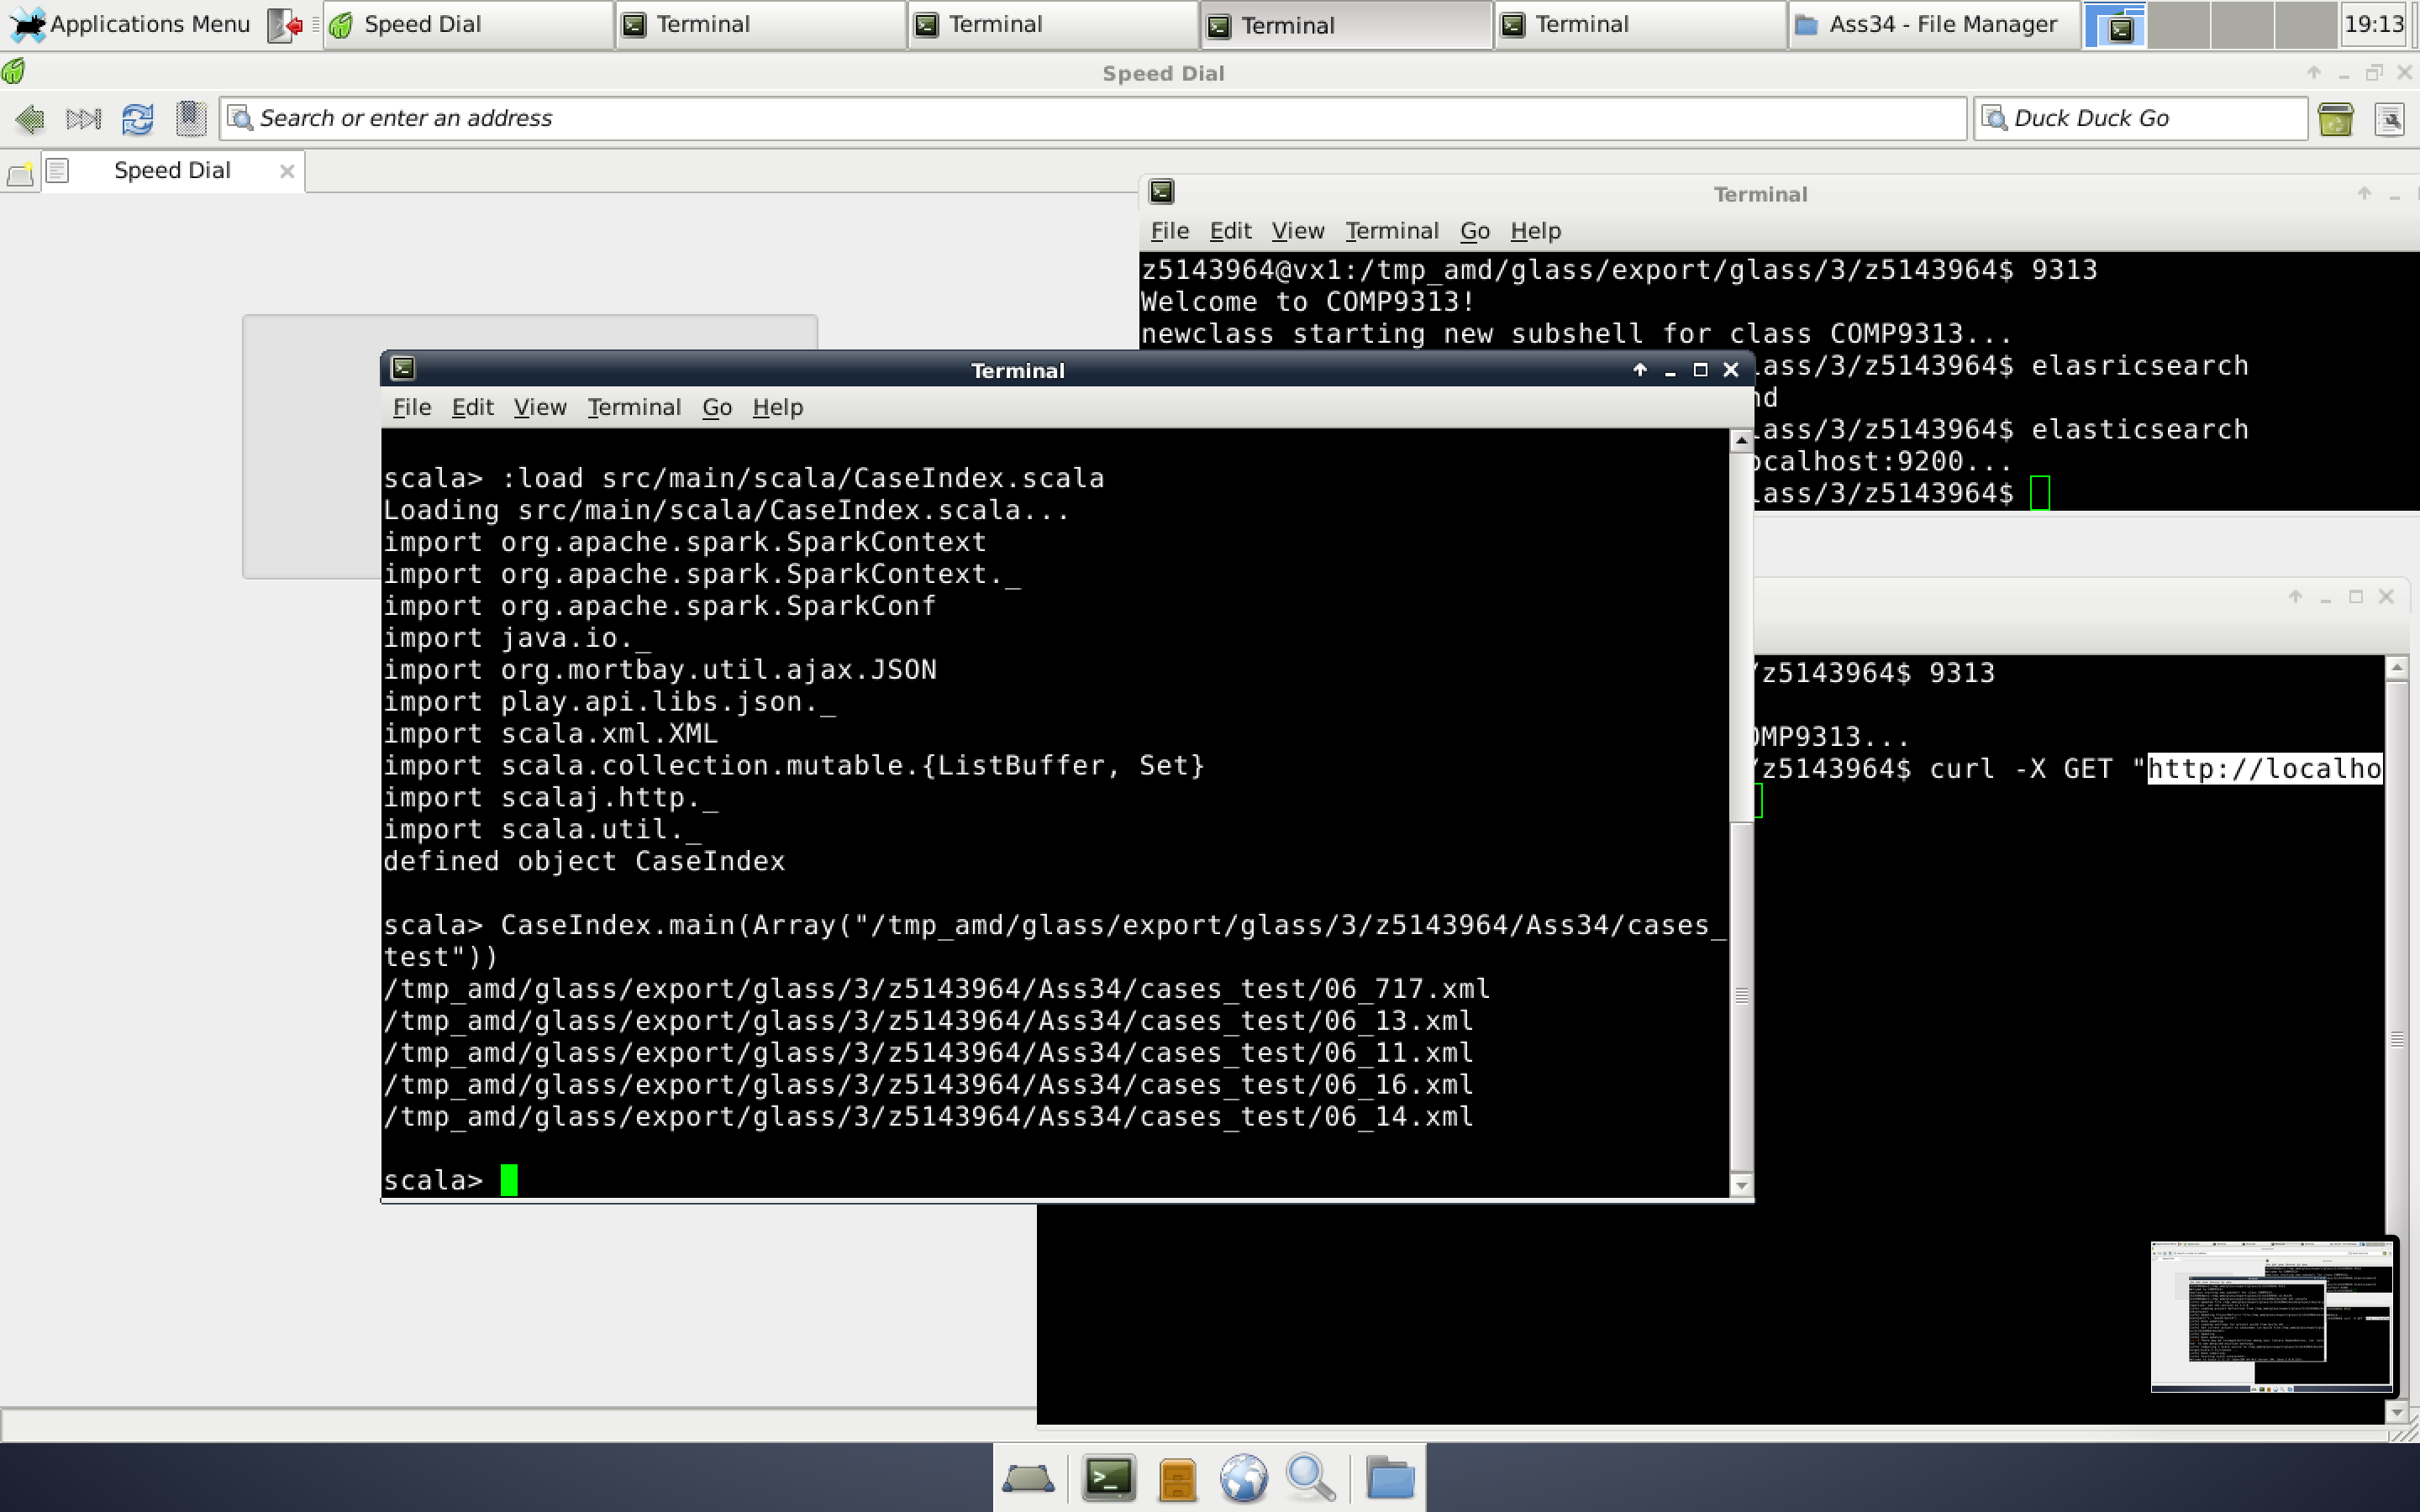 Applications Menu
Speed Dial
Terminal
Terminal
Terminal
Terminal
Ass34 - File Manager
19:13
Speed Dial
Search or enter an address
Duck Duck Go
Speed Dial
Terminal
File Edit View Terminal Go Help
z5143964@vx1:/tmp_amd/glass/export/glass/3/z5143964$ 9313
Welcome to COMP9313!
newclass starting new subshell for class COMP9313...
lass/3/z5143964$ elasricsearch
nd
lass/3/z5143964$ elasticsearch
ocalhost:9200...
lass/3/z5143964$
Terminal
File Edit View Terminal Go Help
scala> :load src/main/scala/CaseIndex.scala
Loading src/main/scala/CaseIndex.scala...
import org.apache.spark.SparkContext
import org.apache.spark.SparkContext._
import org.apache.spark.SparkConf
import java.io._
import org.mortbay.util.ajax.JSON
import play.api.libs.json._
import scala.xml.XML
import scala.collection.mutable.{ListBuffer, Set}
import scalaj.http._
import scala.util._
defined object CaseIndex
scala> CaseIndex.main(Array("/tmp_amd/glass/export/glass/3/z5143964/Ass34/cases_
test"))
/tmp_amd/glass/export/glass/3/z5143964/Ass34/cases_test/06_717.xml
/tmp_amd/glass/export/glass/3/z5143964/Ass34/cases_test/06_13.xml
/tmp_amd/glass/export/glass/3/z5143964/Ass34/cases_test/06_11.xml
/tmp_amd/glass/export/glass/3/z5143964/Ass34/cases_test/06_16.xml
/tmp_amd/glass/export/glass/3/z5143964/Ass34/cases_test/06_14.xml
scala>
/z5143964$ 9313
OMP9313...
/z5143964$ curl -X GET "http://localho